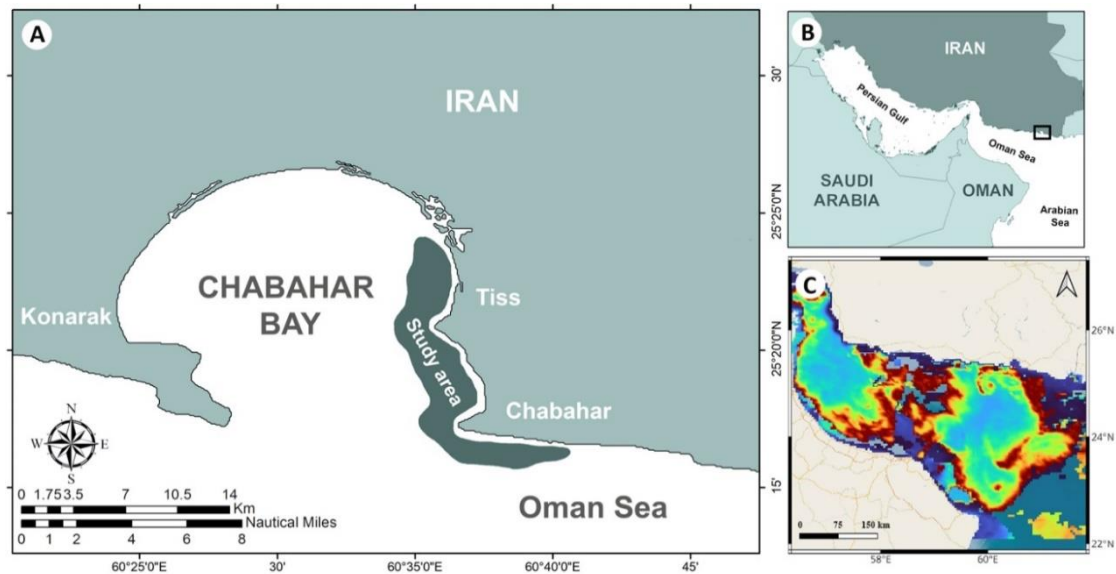 A
IRAN
CHABAHAR
BAY
Konarak
Tiss
Study area
Chabahar
Oman Sea
N
W E
S
0 1.75 3.5 7 10.5 14
Km
Nautical Miles
0 1 2 4 6 8
60°25'0"E 30' 60°35'0"E 60°40'0"E 45'
30'
25°25'0"N
25°20'0"N
15'
B
IRAN
Persian Gulf
Oman Sea
SAUDI
ARABIA
OMAN
Arabian
Sea
C
26°N
24°N
22°N
0 75 150 km
58°E 60°E